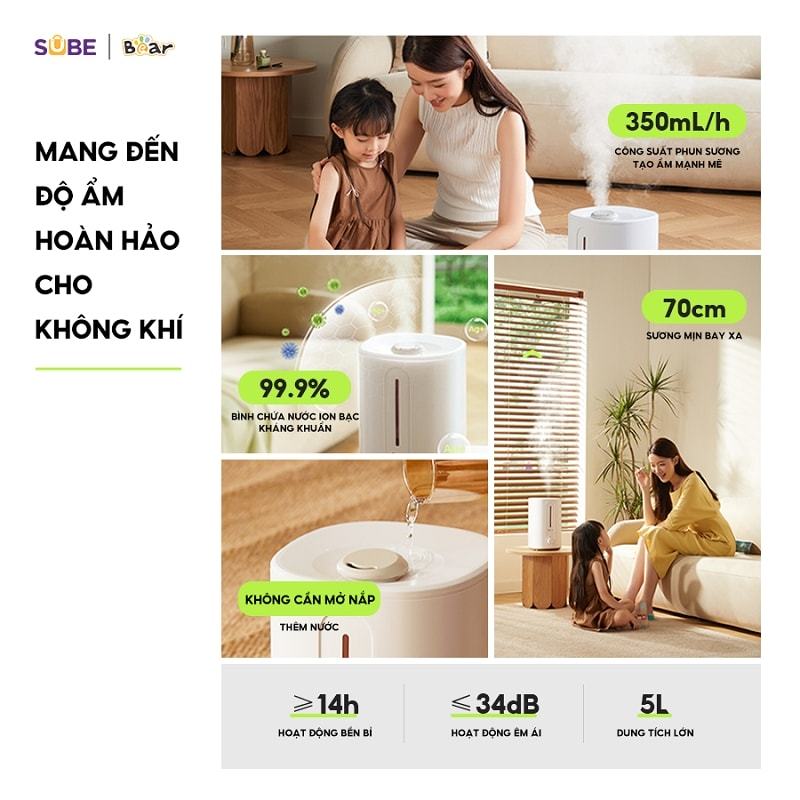 SUBE | Bear
MANG ĐẾN
ĐỘ ẨM
HOÀN HẢO
CHO
KHÔNG KHÍ
350mL/h
CÔNG SUẤT PHUN SƯƠNG
TẠO ẨM MẠNH MẼ
Ag+
99.9%
BÌNH CHỨA NƯỚC ION BẠC
KHÁNG KHUẨN
Ag+
70cm
SƯƠNG MỊN BAY XA
KHÔNG CẦN MỞ NẮP
THÊM NƯỚC
≥14h
HOẠT ĐỘNG BỀN BỈ
≤34dB
HOẠT ĐỘNG ÊM ÁI
5L
DUNG TÍCH LỚN